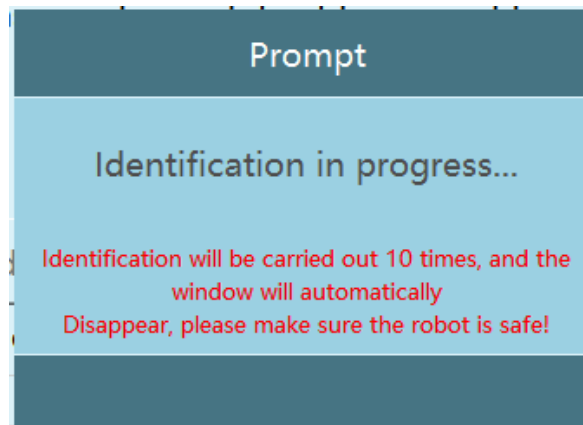 Prompt
Identification in progress...
Identification will be carried out 10 times, and the
window will automatically
Disappear, please make sure the robot is safe!